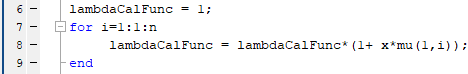 6 - lambdaCalFunc = 1;
7 - for i=1:1:n
8 - lambdaCalFunc = lambdaCalFunc*(1+ x*mu(1,i));
9 - end